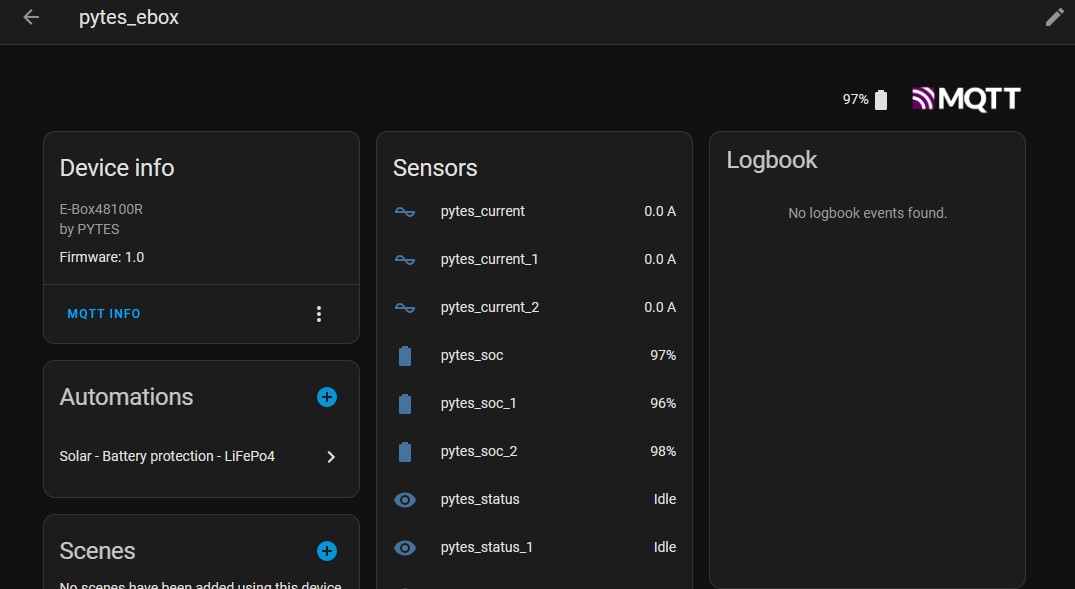 pytes_ebox
97%
MQTT
Device info
E-Box48100R
by PYTES
Firmware: 1.0
MQTT INFO
Automations
Solar - Battery protection - LiFePo4
Scenes
No scenes have been added using this device
Sensors
pytes_current 0.0 A
pytes_current_1 0.0 A
pytes_current_2 0.0 A
pytes_soc 97%
pytes_soc_1 96%
pytes_soc_2 98%
pytes_status Idle
pytes_status_1 Idle
Logbook
No logbook events found.